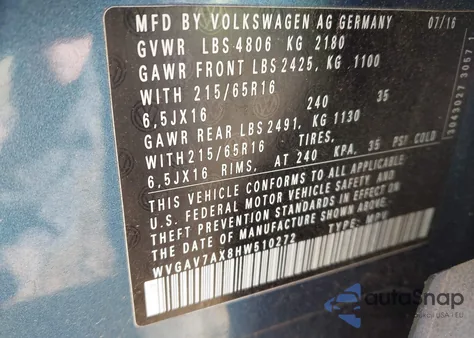 MFD BY VOLKSWAGEN AG GERMANY 07/16
GVWR LBS 4806 KG 2180
GAWR FRONT LBS 2425, KG 1100
WITH 215/65R16
6,5JX16 240 35
GAWR REAR LBS 2491, KG 1130
WITH 215/65R16 TIRES,
6,5JX16 RIMS, AT 240 KPA, 35 PSI COLD
THIS VEHICLE CONFORMS TO ALL APPLICABLE
U.S. FEDERAL MOTOR VEHICLE SAFETY AND
THEFT PREVENTION STANDARDS IN EFFECT ON
THE DATE OF MANUFACTURE SHOWN ABOVE.
WVGAV7AX8HW510272 TYPE: MPV
autoSnap